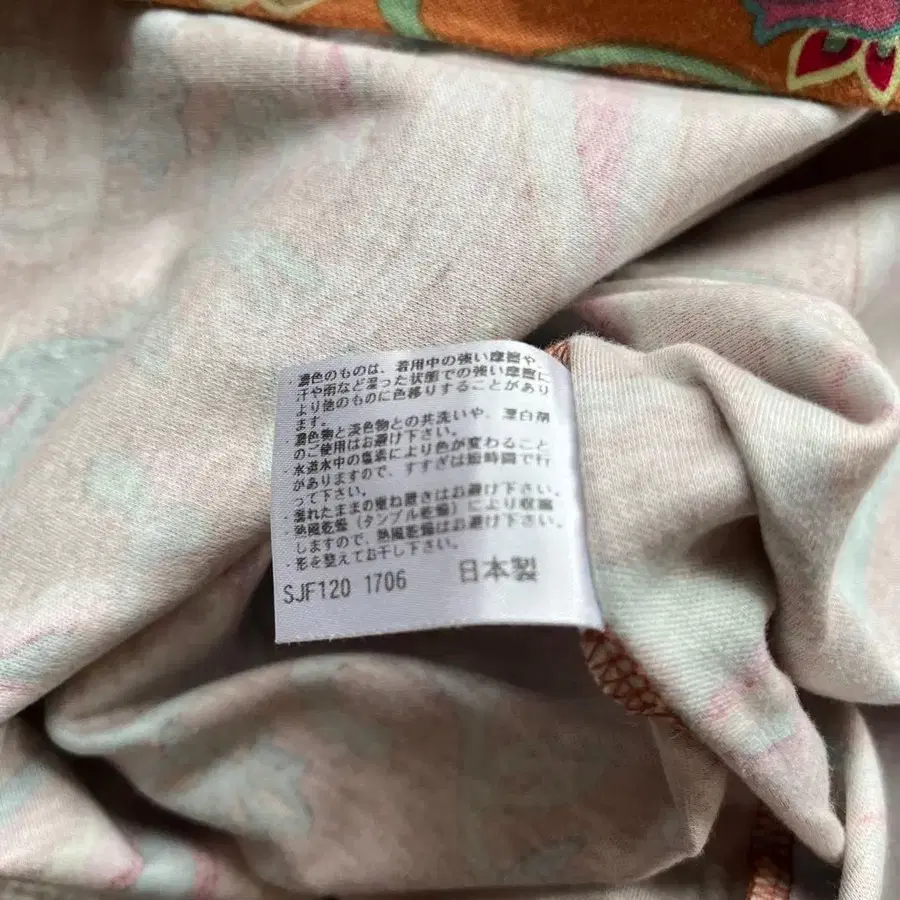 ・濃色のものは、着用中の強い摩擦や、
汗や雨など湿った状態での強い摩擦に
より他のものに色移りすることがあり
ます。
・濃色物と淡色物との共洗いや、漂白剤
のご使用はお避け下さい。
・水道水中の塩素により色が変わること
がありますので、すすぎは短時間で行
って下さい。
・濡れたままの重ね置きはお避け下さい。
・熱風乾燥（タンブル乾燥）により収縮
しますので、熱風乾燥はお避け下さい。
・形を整えてお干し下さい。
SJF120 1706 日本製